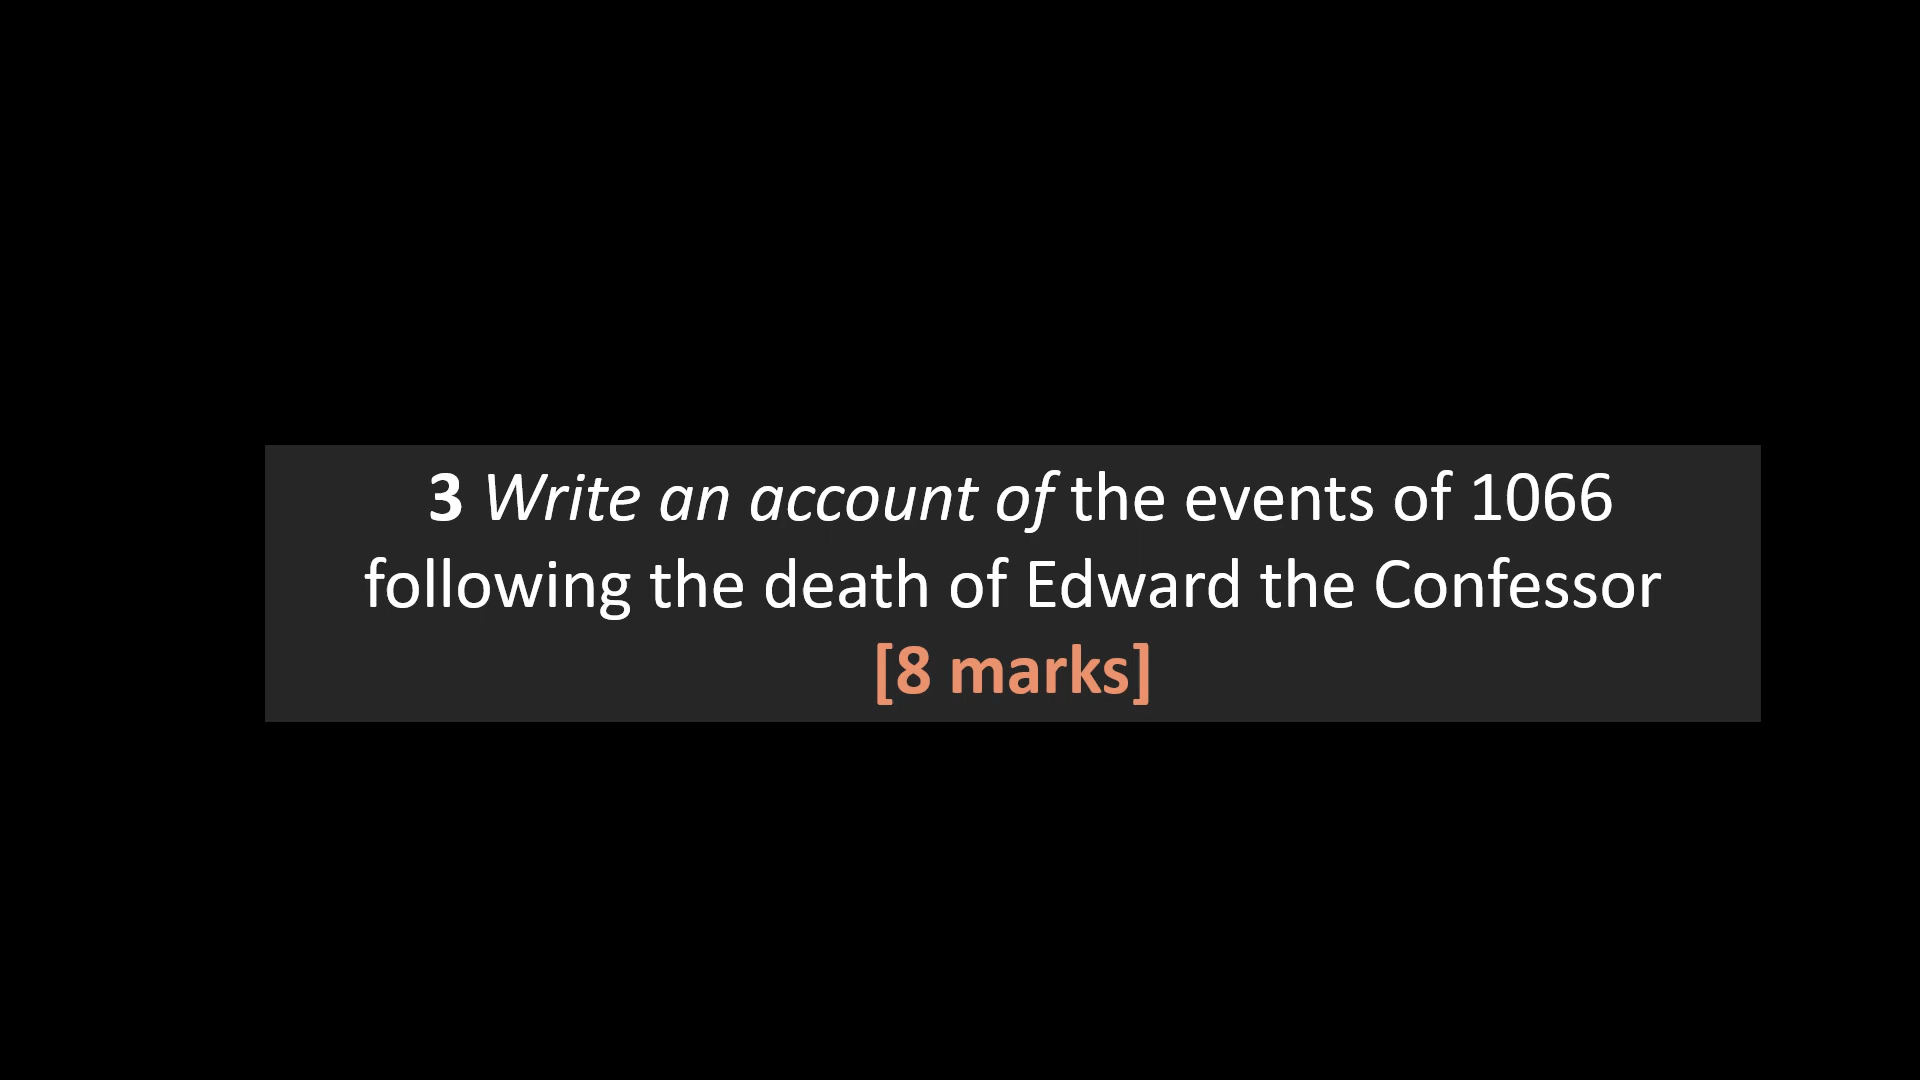 3 Write an account of the events of 1066
following the death of Edward the Confessor
[8 marks]